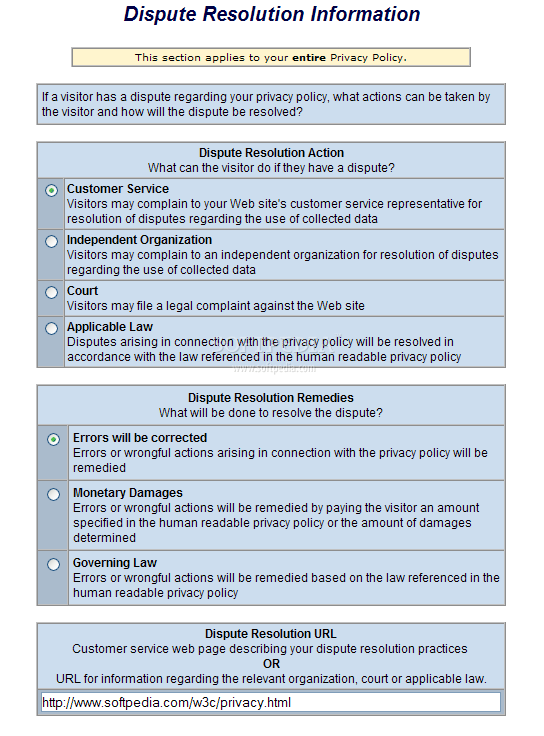 Dispute Resolution Information
This section applies to your entire Privacy Policy.
If a visitor has a dispute regarding your privacy policy, what actions can be taken by
the visitor and how will the dispute be resolved?
Dispute Resolution Action
What can the visitor do if they have a dispute?
Customer Service
Visitors may complain to your Web site's customer service representative for
resolution of disputes regarding the use of collected data
Independent Organization
Visitors may complain to an independent organization for resolution of disputes
regarding the use of collected data
Court
Visitors may file a legal complaint against the Web site
Applicable Law
Disputes arising in connection with the privacy policy will be resolved in
accordance with the law referenced in the human readable privacy policy
www.softpedia.com
Dispute Resolution Remedies
What will be done to resolve the dispute?
Errors will be corrected
Errors or wrongful actions arising in connection with the privacy policy will be
remedied
Monetary Damages
Errors or wrongful actions will be remedied by paying the visitor an amount
specified in the human readable privacy policy or the amount of damages
determined
Governing Law
Errors or wrongful actions will be remedied based on the law referenced in the
human readable privacy policy
Dispute Resolution URL
Customer service web page describing your dispute resolution practices
OR
URL for information regarding the relevant organization, court or applicable law.
http://www.softpedia.com/w3c/privacy.html